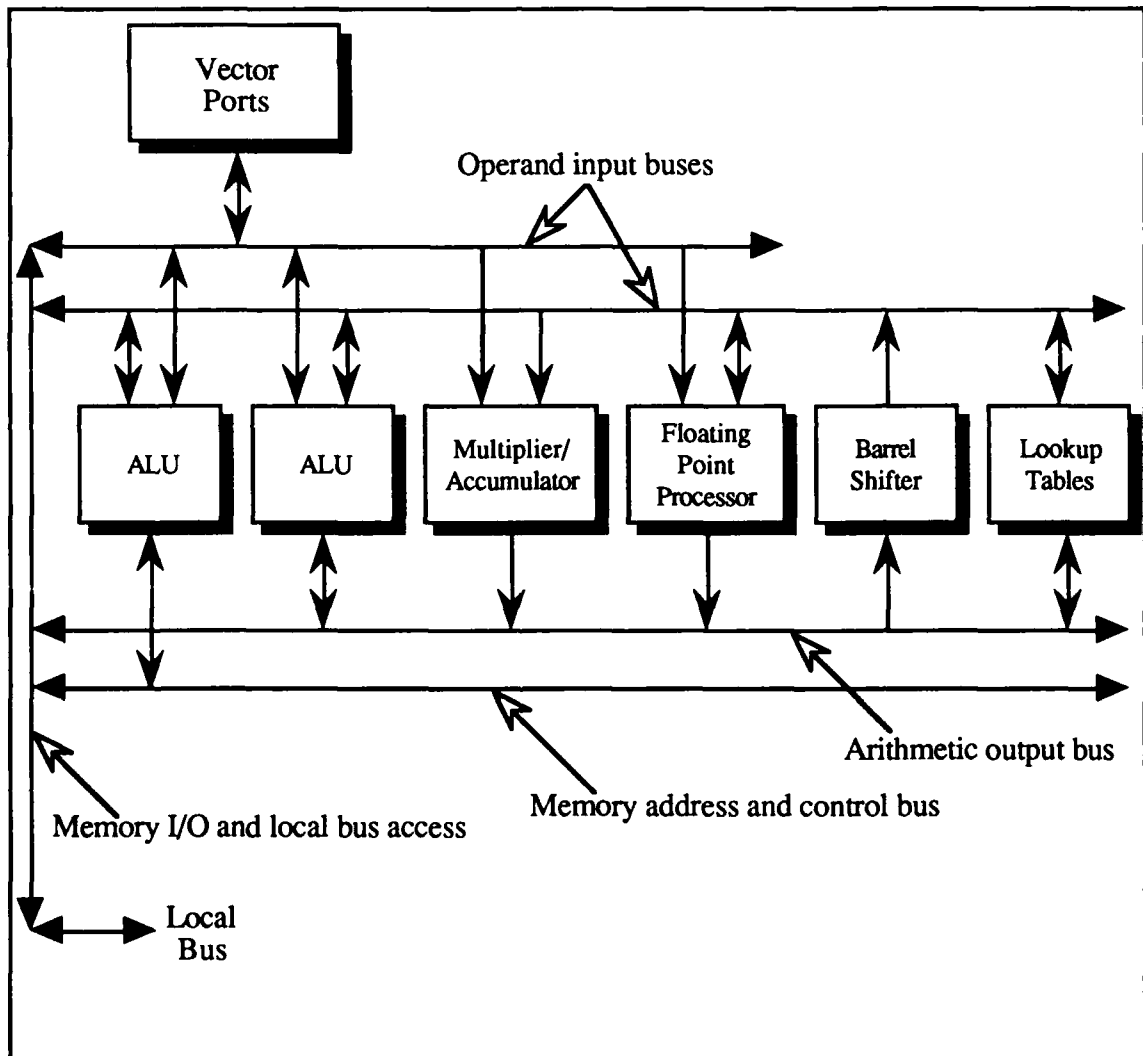 Vector
Ports
Operand input buses
ALU
ALU
Multiplier/
Accumulator
Floating
Point
Processor
Barrel
Shifter
Lookup
Tables
Arithmetic output bus
Memory address and control bus
Memory I/O and local bus access
Local
Bus